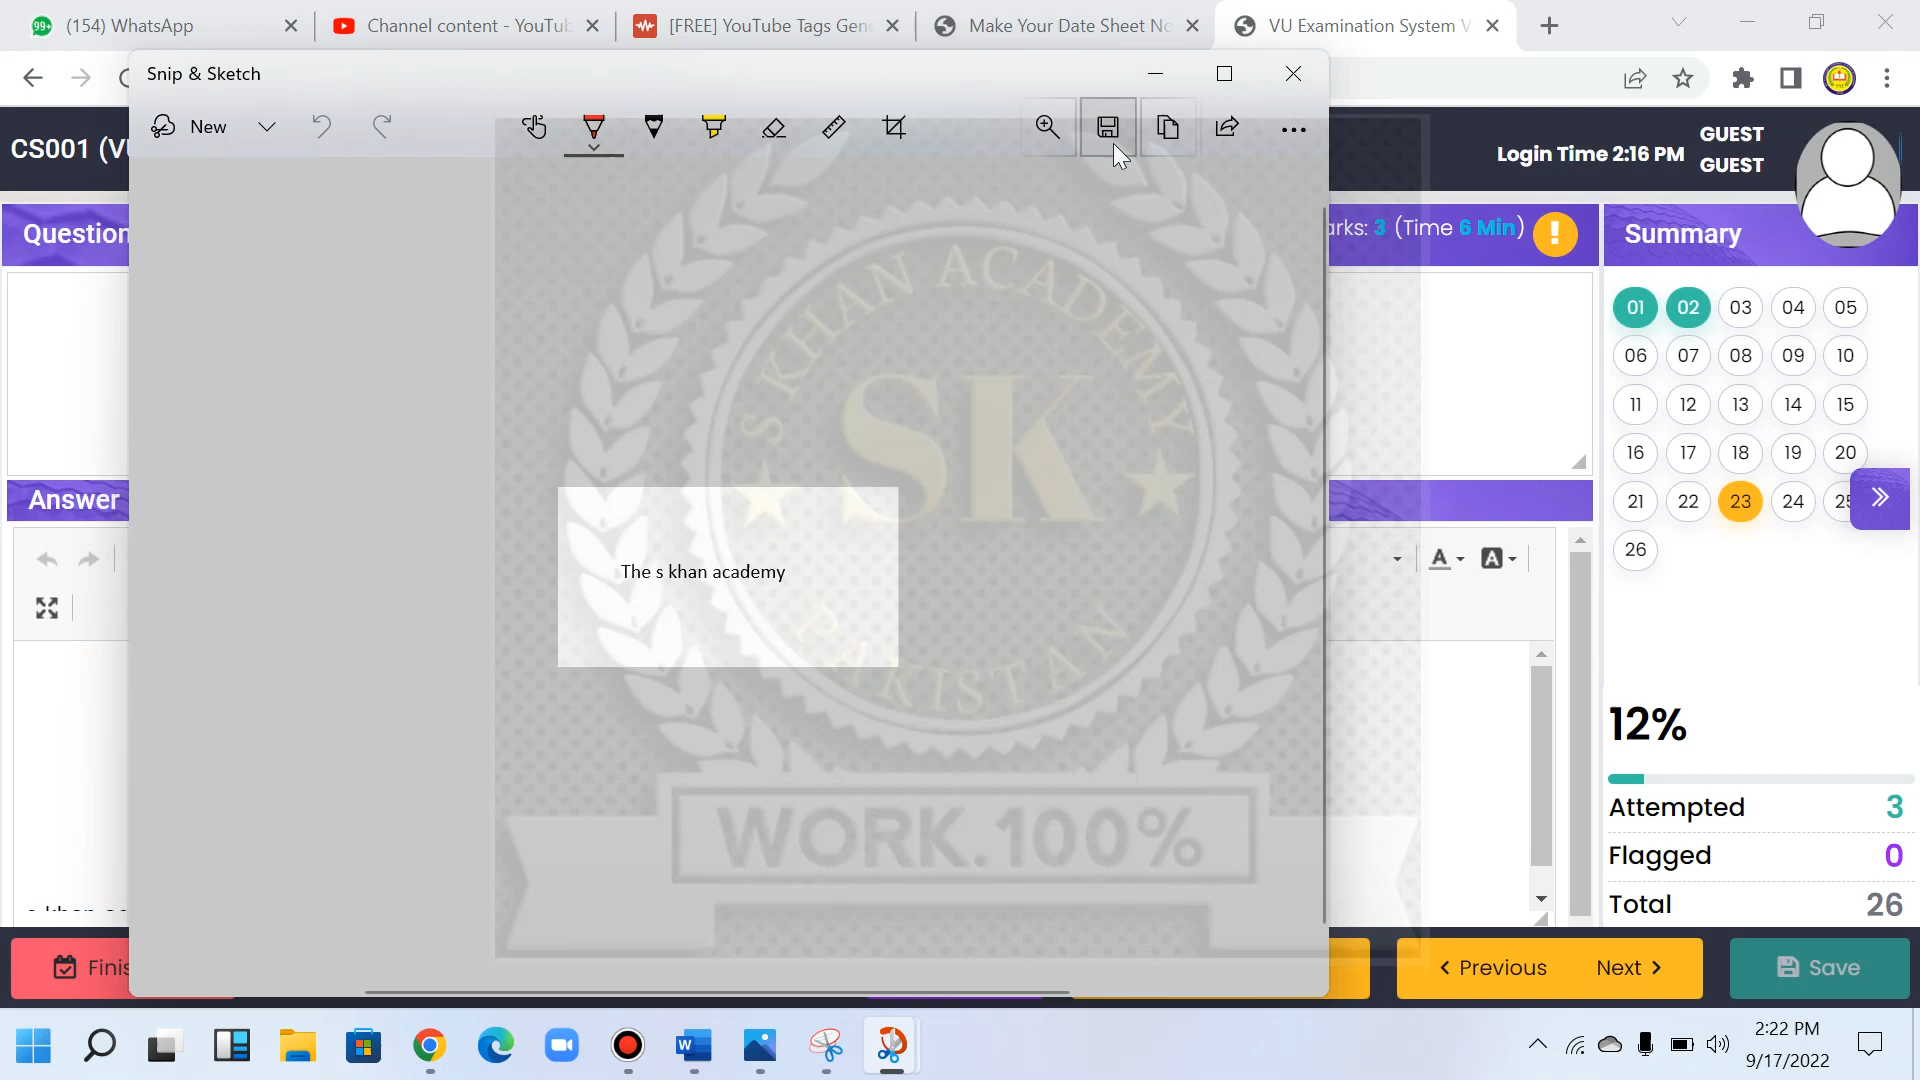 (154) WhatsApp
Channel content - YouTub
[FREE] YouTube Tags Gene
Make Your Date Sheet No
VU Examination System V
Snip & Sketch
New
CS001 (VU
Login Time 2:16 PM
GUEST
GUEST
Question
arks: 3 (Time 6 Min)
Summary
01 02 03 04 05
06 07 08 09 10
11 12 13 14 15
16 17 18 19 20
21 22 23 24 25
26
Answer
S KHAN ACADEMY
SK
PAKISTAN
WORK.100%
The s khan academy
12%
Attempted 3
Flagged 0
Total 26
Finis
Previous
Next
Save
2:22 PM
9/17/2022